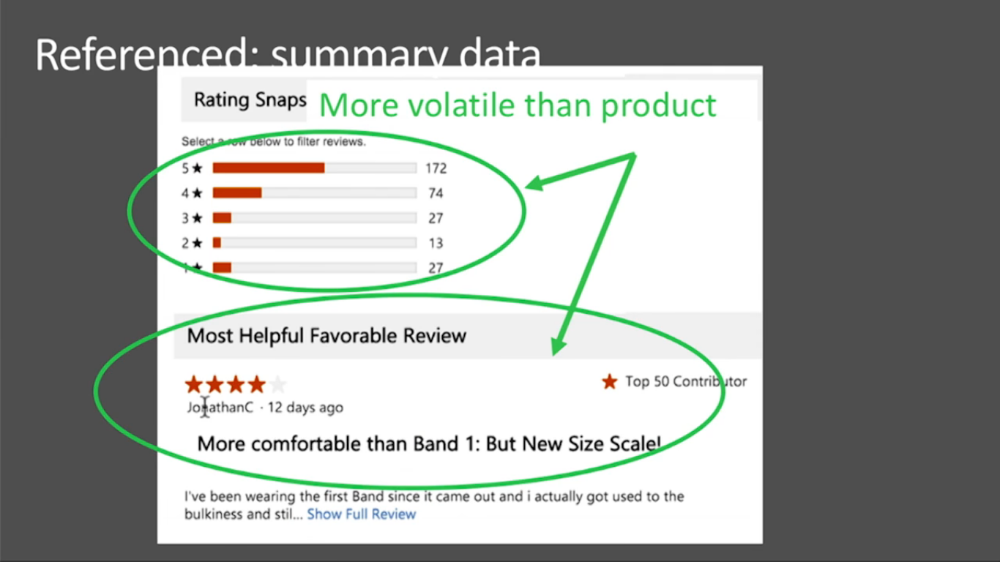 Referenced: summary data
Rating Snaps
More volatile than product
Select a row below to filter reviews.
5★ 172
4★ 74
3★ 27
2★ 13
1★ 27
Most Helpful Favorable Review
Top 50 Contributor
JonathanC · 12 days ago
More comfortable than Band 1: But New Size Scale!
I've been wearing the first Band since it came out and i actually got used to the
bulkiness and stil... Show Full Review